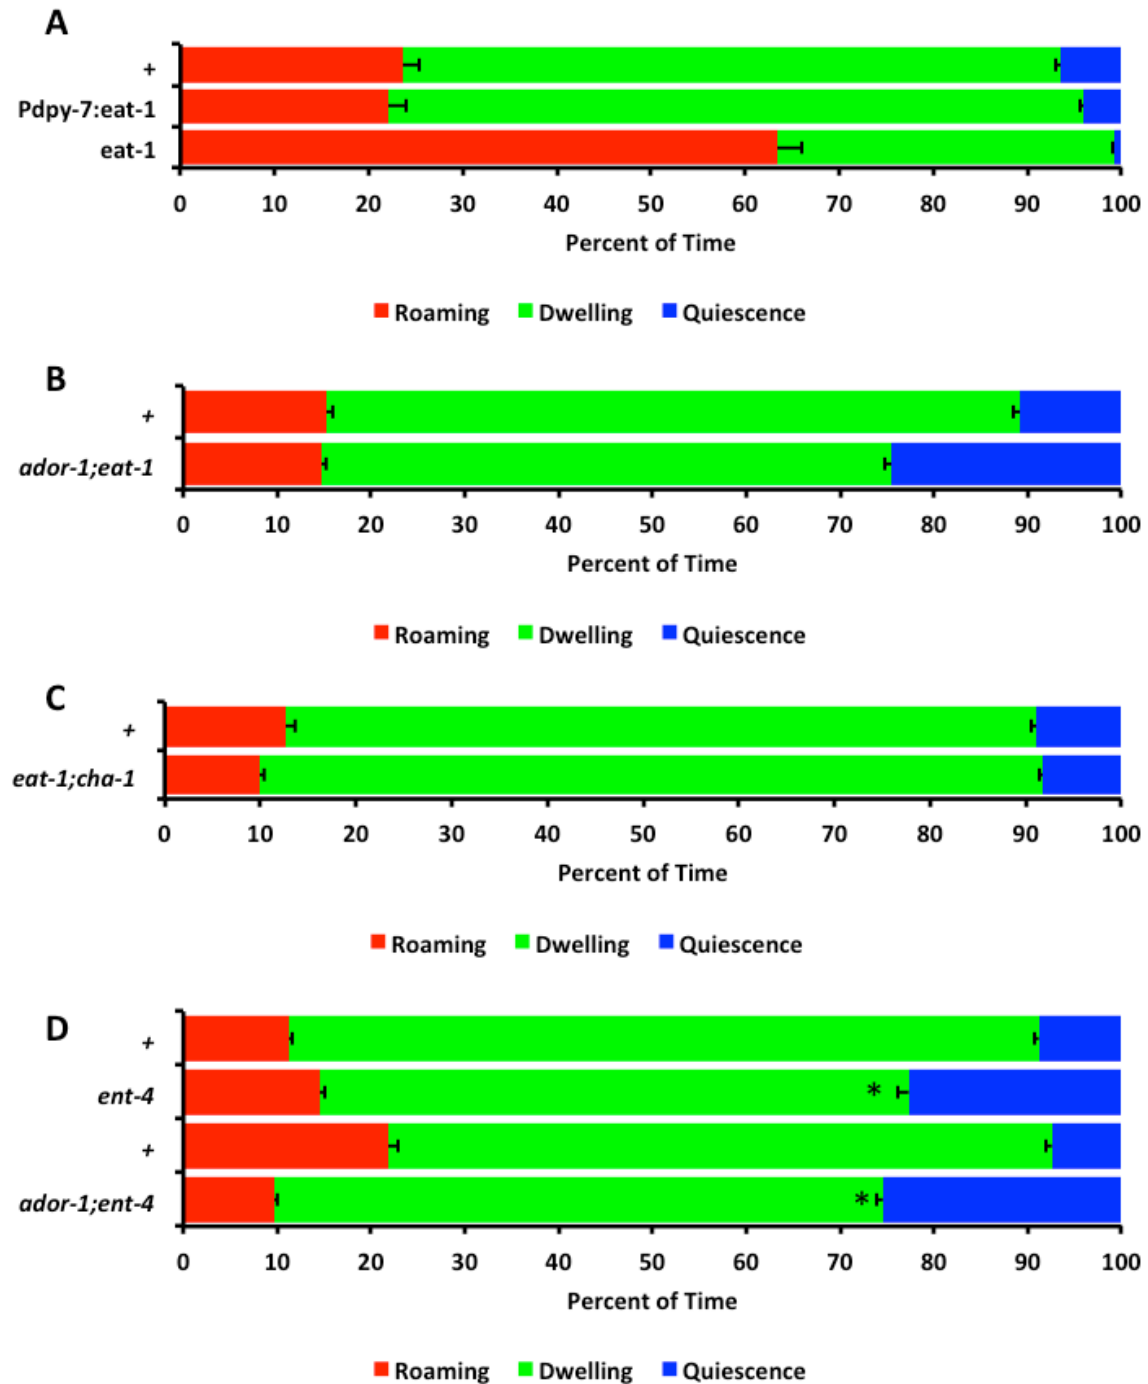 A
+
Pdpy-7:eat-1
eat-1
0 10 20 30 40 50 60 70 80 90 100
Percent of Time
Roaming Dwelling Quiescence
B
+
ador-1;eat-1
0 10 20 30 40 50 60 70 80 90 100
Percent of Time
Roaming Dwelling Quiescence
C
+
eat-1;cha-1
0 10 20 30 40 50 60 70 80 90 100
Percent of Time
Roaming Dwelling Quiescence
D
+
ent-4 *
+
ador-1;ent-4 *
0 10 20 30 40 50 60 70 80 90 100
Percent of Time
Roaming Dwelling Quiescence